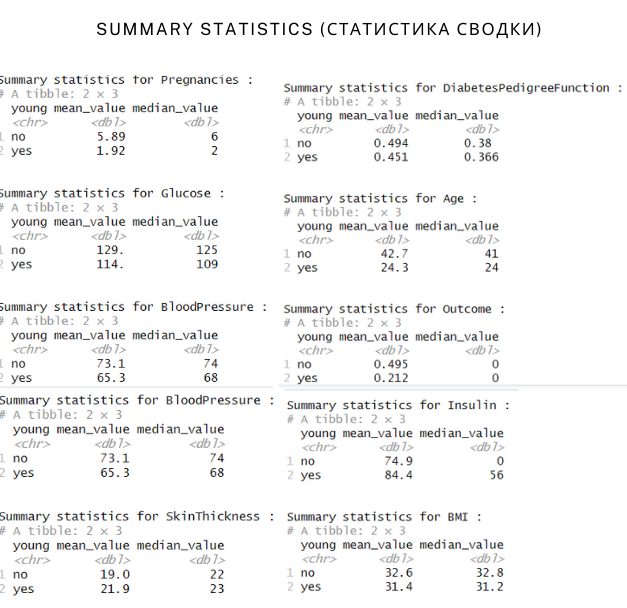 SUMMARY STATISTICS (СТАТИСТИКА СВОДКИ)
Summary statistics for Pregnancies :
# A tibble: 2 × 3
young mean_value median_value
<chr> <dbl> <dbl>
1 no 5.89 6
2 yes 1.92 2
Summary statistics for Glucose :
# A tibble: 2 × 3
young mean_value median_value
<chr> <dbl> <dbl>
1 no 129. 125
2 yes 114. 109
Summary statistics for BloodPressure :
# A tibble: 2 × 3
young mean_value median_value
<chr> <dbl> <dbl>
1 no 73.1 74
2 yes 65.3 68
Summary statistics for BloodPressure :
# A tibble: 2 × 3
young mean_value median_value
<chr> <dbl> <dbl>
1 no 73.1 74
2 yes 65.3 68
Summary statistics for SkinThickness :
# A tibble: 2 × 3
young mean_value median_value
<chr> <dbl> <dbl>
1 no 19.0 22
2 yes 21.9 23
Summary statistics for DiabetesPedigreeFunction :
# A tibble: 2 × 3
young mean_value median_value
<chr> <dbl> <dbl>
1 no 0.494 0.38
2 yes 0.451 0.366
Summary statistics for Age :
# A tibble: 2 × 3
young mean_value median_value
<chr> <dbl> <dbl>
1 no 42.7 41
2 yes 24.3 24
Summary statistics for Outcome :
# A tibble: 2 × 3
young mean_value median_value
<chr> <dbl> <dbl>
1 no 0.495 0
2 yes 0.212 0
Summary statistics for Insulin :
# A tibble: 2 × 3
young mean_value median_value
<chr> <dbl> <dbl>
1 no 74.9 0
2 yes 84.4 56
Summary statistics for BMI :
# A tibble: 2 × 3
young mean_value median_value
<chr> <dbl> <dbl>
1 no 32.6 32.8
2 yes 31.4 31.2